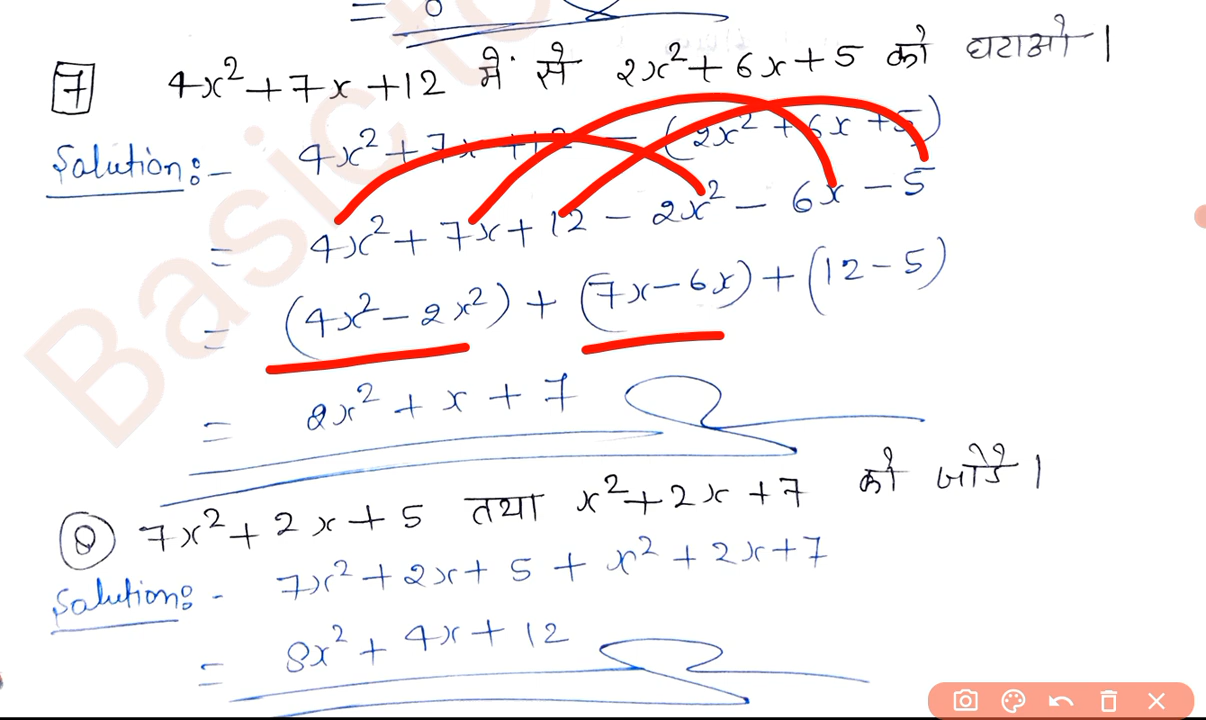 = 8
7 4x² + 7x + 12 में से 2x² + 6x + 5 को घटाओ।
Solution:- 4x² + 7x + 12 - (2x² + 6x + 5)
= 4x² + 7x + 12 - 2x² - 6x - 5
= (4x² - 2x²) + (7x - 6x) + (12 - 5)
= 2x² + x + 7
Q 7x² + 2x + 5 तथा x² + 2x + 7 को जोडे।
Solution:- 7x² + 2x + 5 + x² + 2x + 7
= 8x² + 4x + 12
Basic to